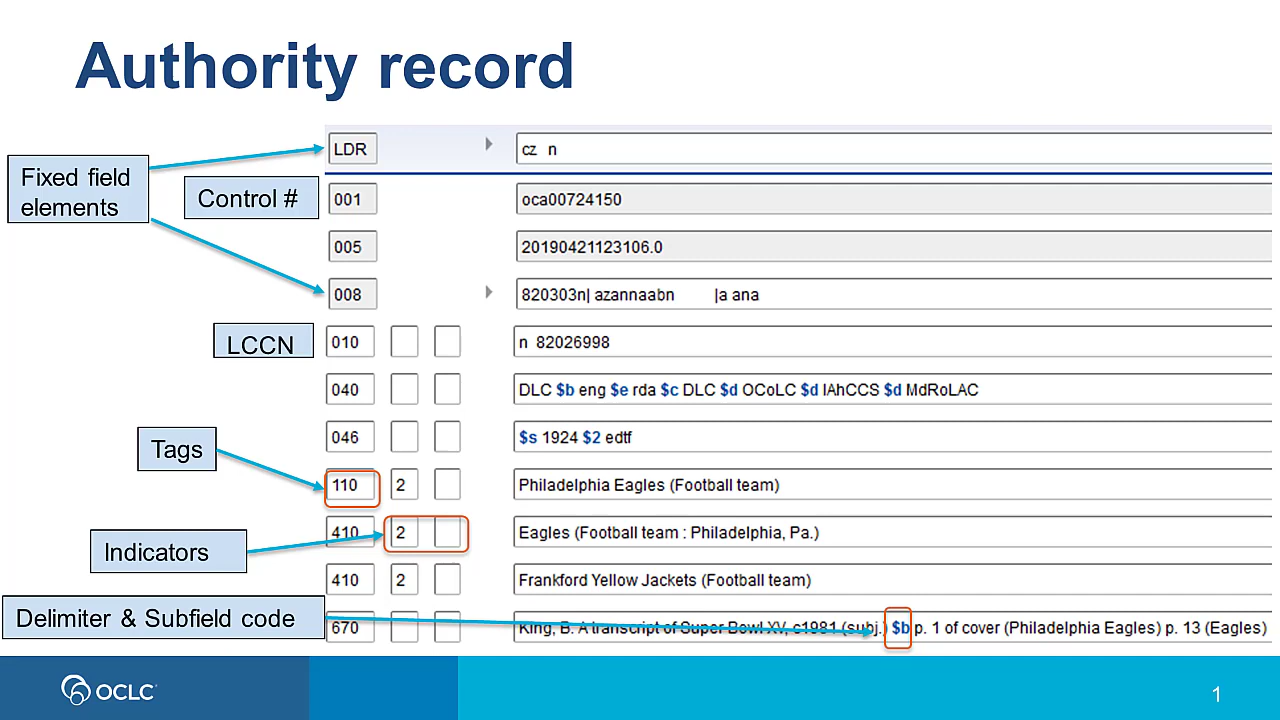 Authority record
Fixed field
elements
LDR
cz n
Control #
001
oca00724150
005
20190421123106.0
008
820303n| azannaabn |a ana
LCCN
010
n 82026998
040
DLC $b eng $e rda $c DLC $d OCoLC $d IAhCCS $d MdRoLAC
046
$s 1924 $2 edtf
Tags
110 2
Philadelphia Eagles (Football team)
Indicators
410 2
Eagles (Football team : Philadelphia, Pa.)
410 2
Frankford Yellow Jackets (Football team)
Delimiter & Subfield code
670
King, B. A transcript of Super Bowl XV, c1981 (subj.) $b p. 1 of cover (Philadelphia Eagles) p. 13 (Eagles)
OCLC
1